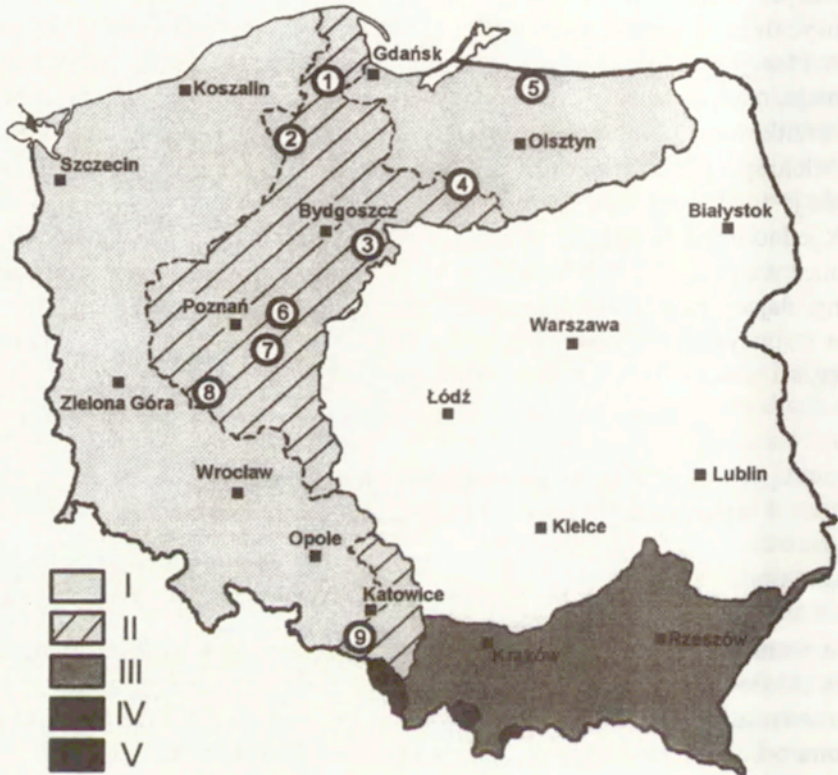 Gdańsk
Koszalin
1
5
2
Olsztyn
Szczecin
4
Bydgoszcz
Białystok
3
6
Poznań
Warszawa
7
8
Zielona Góra
Łódź
Wrocław
Lublin
Kielce
Opole
I
Katowice
II
9
Rzeszów
Kraków
III
IV
V